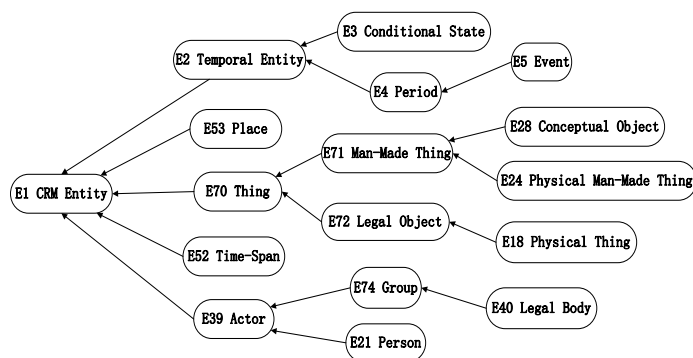 E3 Conditional State
E2 Temporal Entity
E5 Event
E4 Period
E53 Place
E28 Conceptual Object
E71 Man-Made Thing
E24 Physical Man-Made Thing
E1 CRM Entity
E70 Thing
E72 Legal Object
E18 Physical Thing
E52 Time-Span
E74 Group
E40 Legal Body
E39 Actor
E21 Person